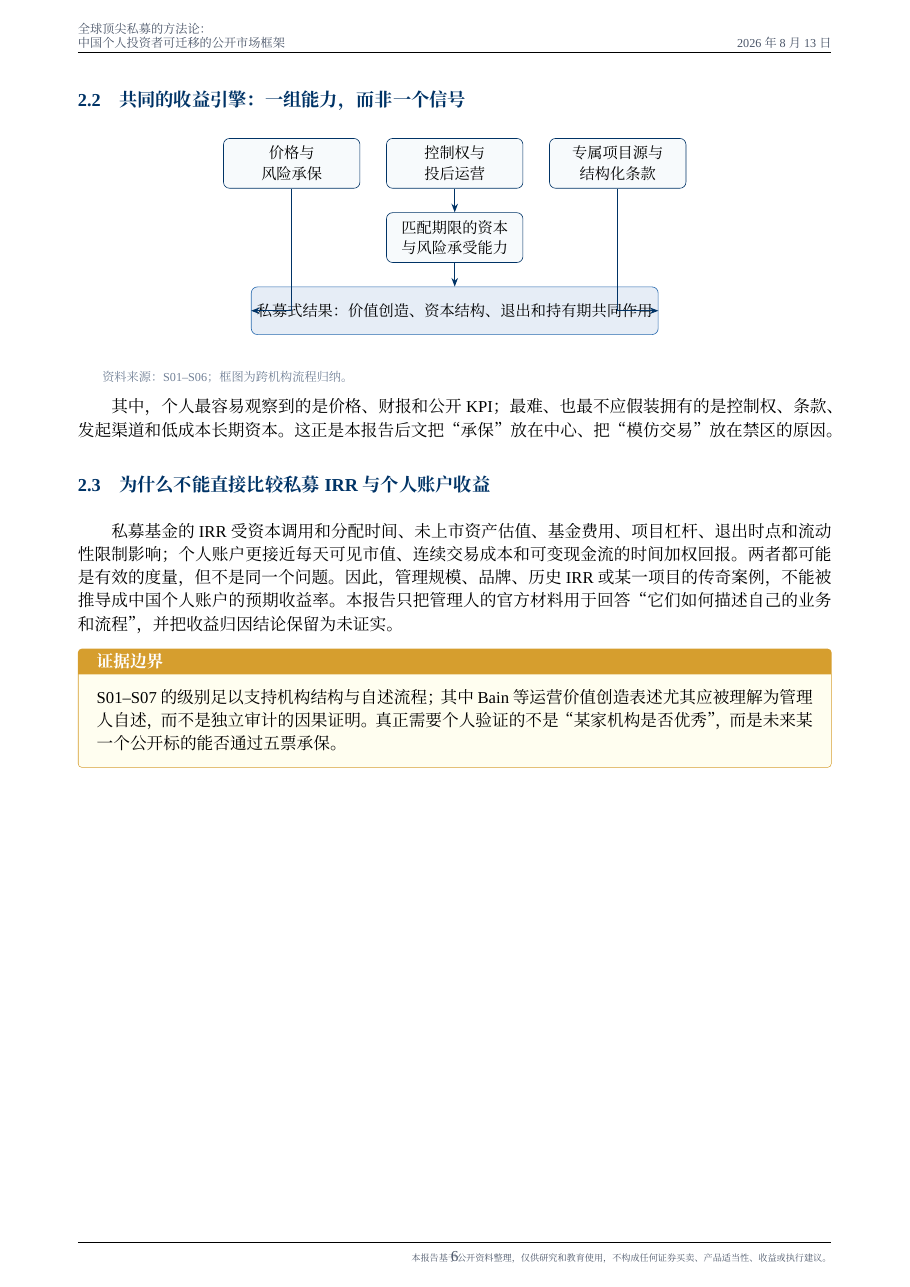 全球顶尖私募的方法论：
中国个人投资者可迁移的公开市场框架
2026 年 8 月 13 日
2.2 共同的收益引擎：一组能力，而非一个信号
价格与
风险承保
控制权与
投后运营
专属项目源与
结构化条款
匹配期限的资本
与风险承受能力
私募式结果：价值创造、资本结构、退出和持有期共同作用
资料来源：S01–S06；框图为跨机构流程归纳。
其中，个人最容易观察到的是价格、财报和公开 KPI；最难、也最不应假装拥有的是控制权、条款、
发起渠道和低成本长期资本。这正是本报告后文把“承保”放在中心、把“模仿交易”放在禁区的原因。
2.3 为什么不能直接比较私募 IRR 与个人账户收益
私募基金的 IRR 受资本调用和分配时间、未上市资产估值、基金费用、项目杠杆、退出时点和流动
性限制影响；个人账户更接近每天可见市值、连续交易成本和可变现金流的时间加权回报。两者都可能
是有效的度量，但不是同一个问题。因此，管理规模、品牌、历史 IRR 或某一项目的传奇案例，不能被
推导成中国个人账户的预期收益率。本报告只把管理人的官方材料用于回答“它们如何描述自己的业务
和流程”，并把收益归因结论保留为未证实。
证据边界
S01–S07 的级别足以支持机构结构与自述流程；其中 Bain 等运营价值创造表述尤其应被理解为管理
人自述，而不是独立审计的因果证明。真正需要个人验证的不是“某家机构是否优秀”，而是未来某
一个公开标的能否通过五票承保。
本报告基于公开资料整理，仅供研究和教育使用，不构成任何证券买卖、产品适当性、收益或执行建议。
6